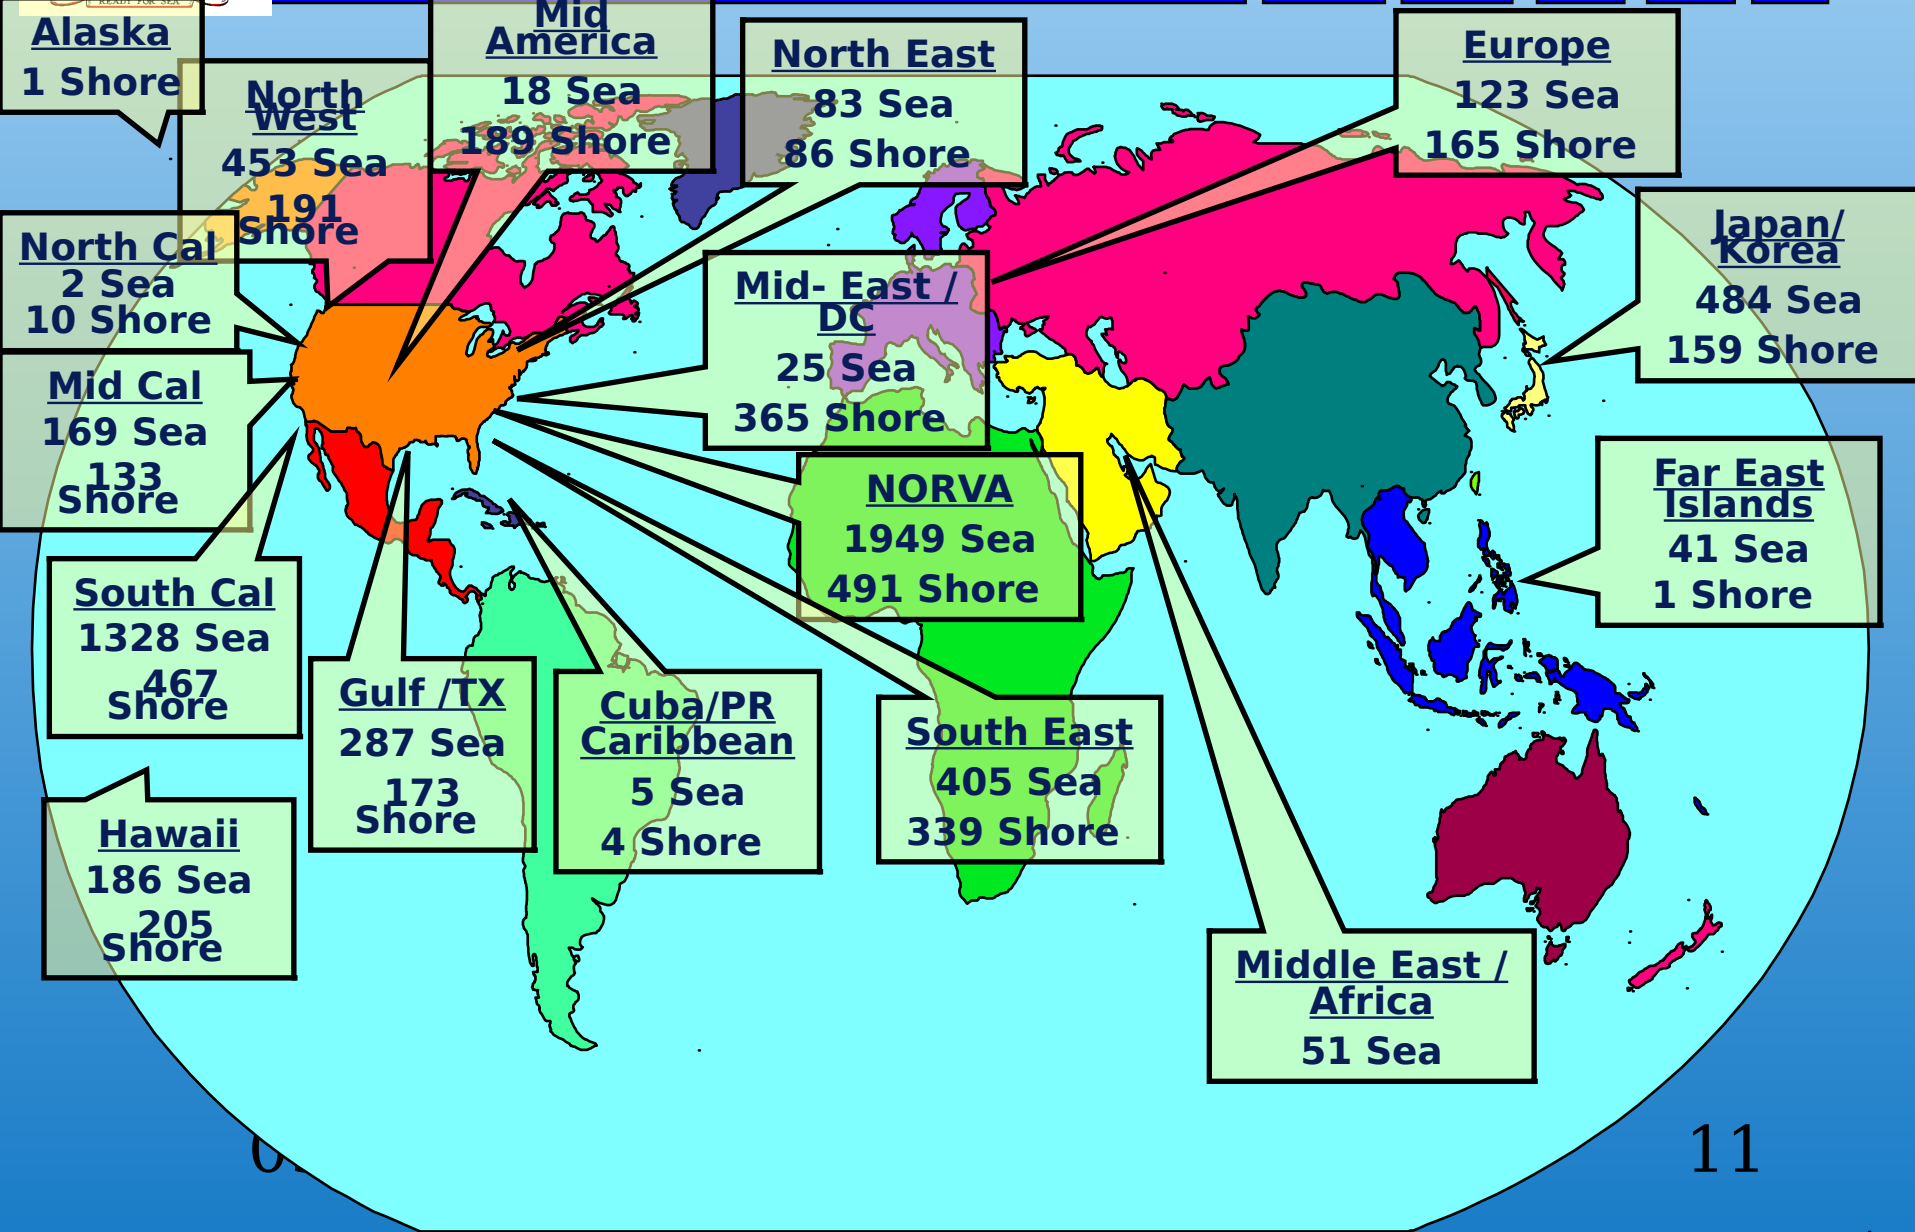 READY FOR SEA
Alaska
1 Shore
North
West
453 Sea
191
Shore
Mid
America
18 Sea
189 Shore
North East
83 Sea
86 Shore
Europe
123 Sea
165 Shore
North Cal
2 Sea
10 Shore
Mid- East /
DC
25 Sea
365 Shore
Japan/
Korea
484 Sea
159 Shore
Mid Cal
169 Sea
133
Shore
NORVA
1949 Sea
491 Shore
Far East
Islands
41 Sea
1 Shore
South Cal
1328 Sea
467
Shore
Gulf /TX
287 Sea
173
Shore
Cuba/PR
Caribbean
5 Sea
4 Shore
South East
405 Sea
339 Shore
Hawaii
186 Sea
205
Shore
Middle East /
Africa
51 Sea
11